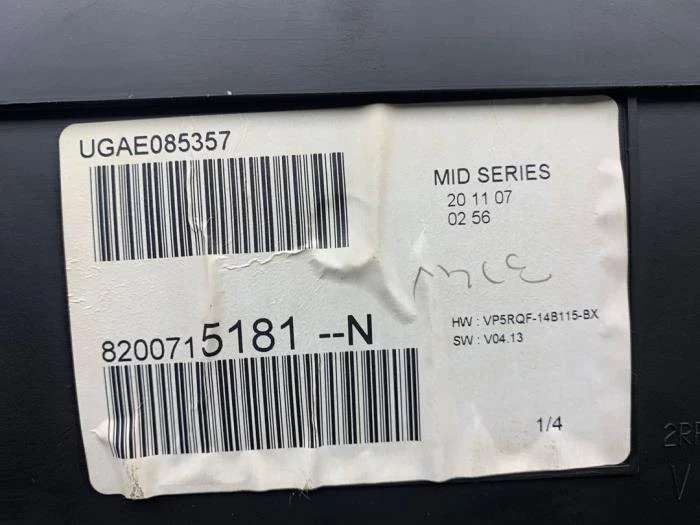 UGAE085357
MID SERIES
20 11 07
02 56
8200715181 --N
HW : VP5RQF-14B115-BX
SW : V04.13
1/4
V